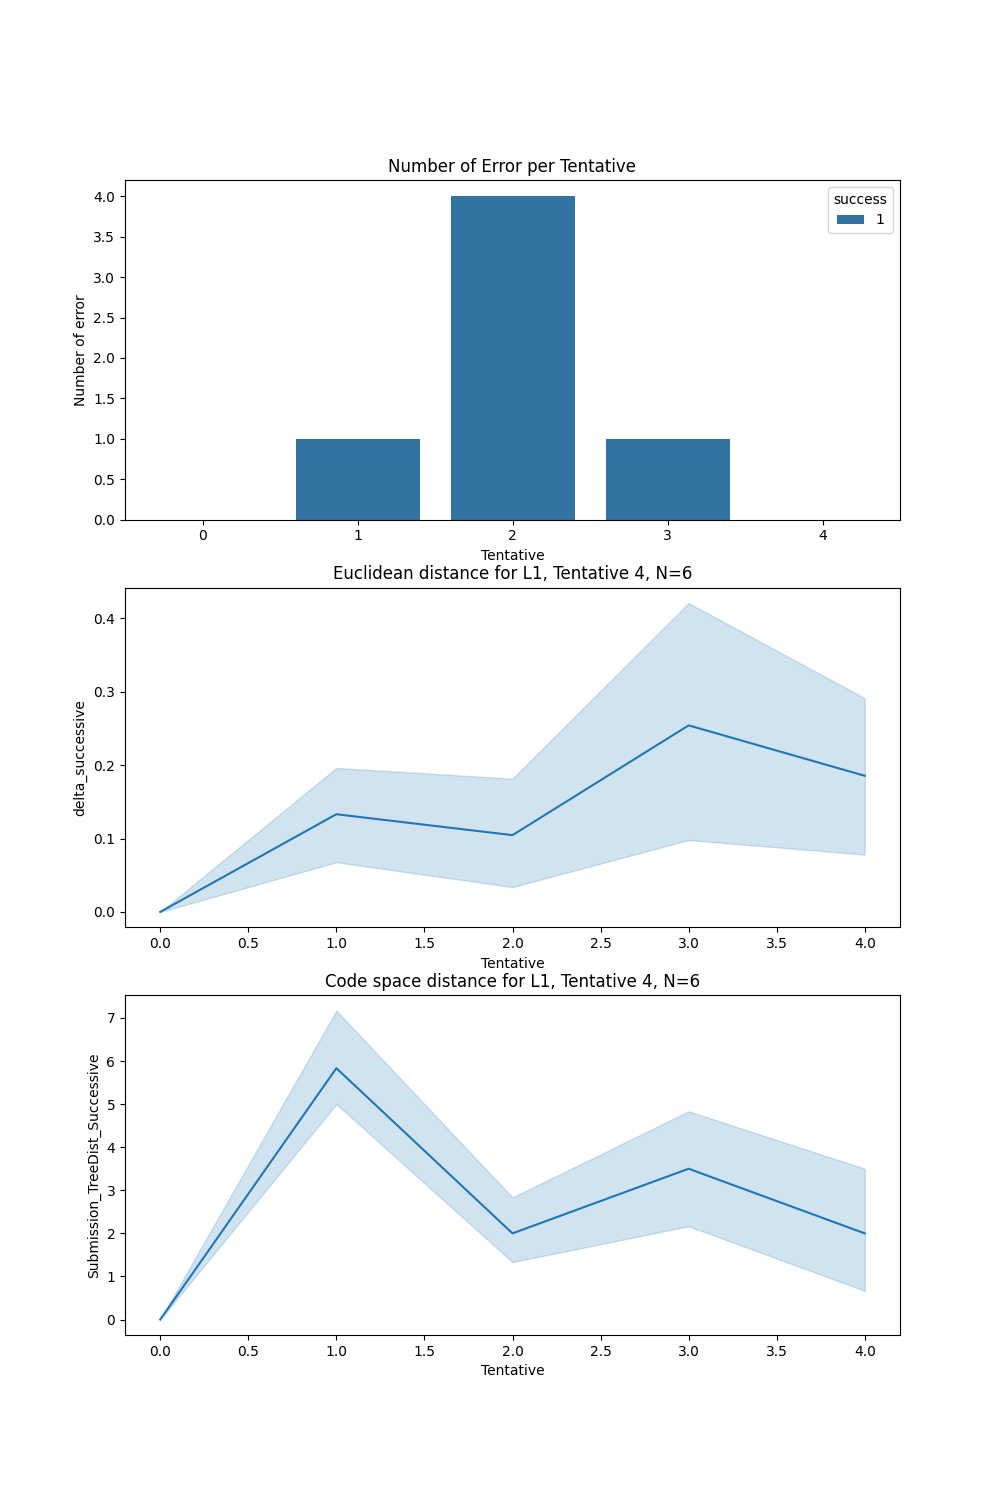 Number of Error per Tentative
success
1
4.0
3.5
3.0
2.5
2.0
1.5
1.0
0.5
0.0
Number of error
0 1 2 3 4
Tentative
Euclidean distance for L1, Tentative 4, N=6
0.4
0.3
0.2
0.1
0.0
delta_successive
0.0 0.5 1.0 1.5 2.0 2.5 3.0 3.5 4.0
Tentative
Code space distance for L1, Tentative 4, N=6
7
6
5
4
3
2
1
0
Submission_TreeDist_Successive
0.0 0.5 1.0 1.5 2.0 2.5 3.0 3.5 4.0
Tentative